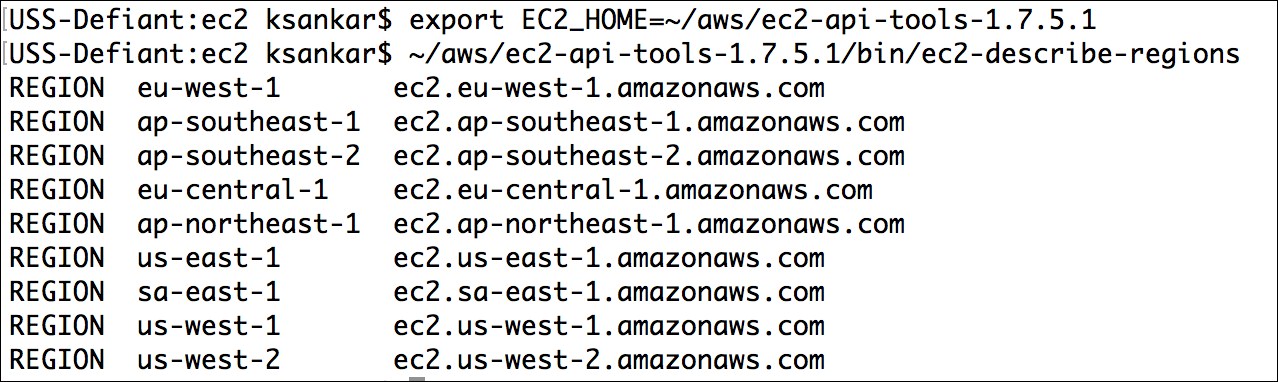 USS-Defiant:ec2 ksankar$ export EC2_HOME=~/aws/ec2-api-tools-1.7.5.1
USS-Defiant:ec2 ksankar$ ~/aws/ec2-api-tools-1.7.5.1/bin/ec2-describe-regions
REGION  eu-west-1       ec2.eu-west-1.amazonaws.com
REGION  ap-southeast-1  ec2.ap-southeast-1.amazonaws.com
REGION  ap-southeast-2  ec2.ap-southeast-2.amazonaws.com
REGION  eu-central-1    ec2.eu-central-1.amazonaws.com
REGION  ap-northeast-1  ec2.ap-northeast-1.amazonaws.com
REGION  us-east-1       ec2.us-east-1.amazonaws.com
REGION  sa-east-1       ec2.sa-east-1.amazonaws.com
REGION  us-west-1       ec2.us-west-1.amazonaws.com
REGION  us-west-2       ec2.us-west-2.amazonaws.com